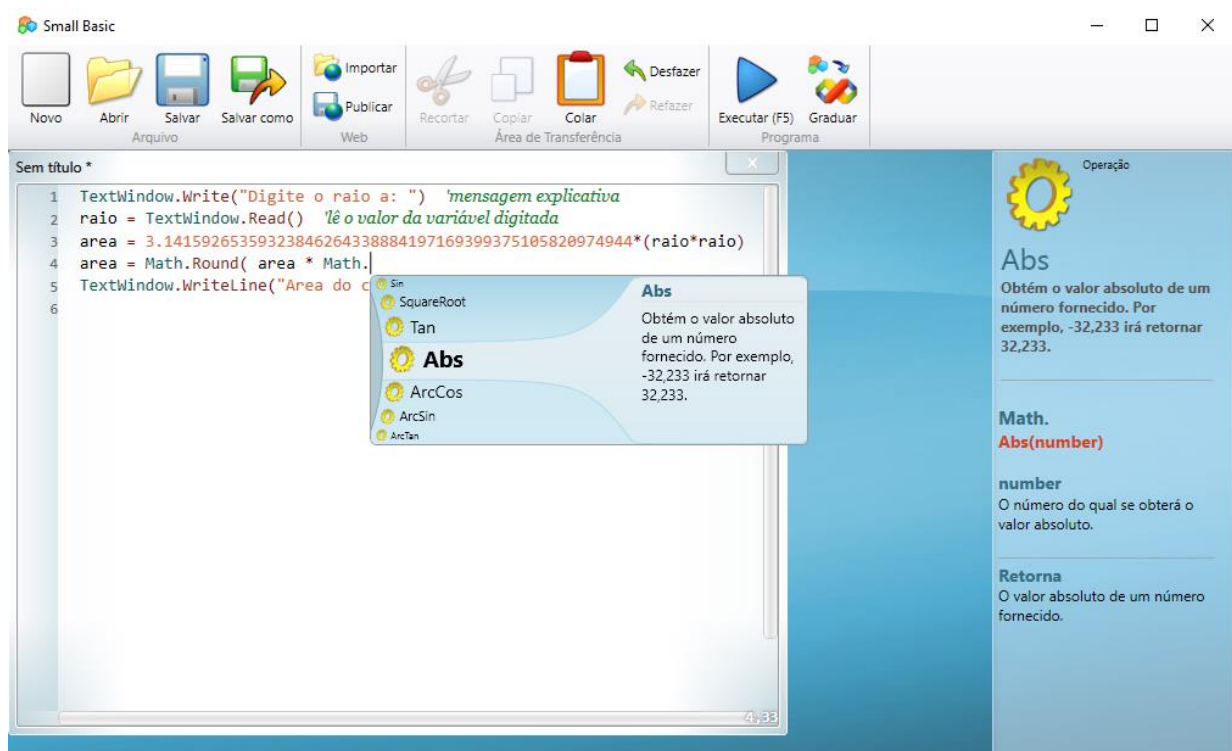 Small Basic
Novo
Abrir
Salvar
Salvar como
Importar
Publicar
Recortar
Copiar
Colar
Desfazer
Refazer
Executar (F5)
Graduar
Arquivo
Web
Área de Transferência
Programa
Sem título *
1 TextWindow.Write("Digite o raio a: ") 'mensagem explicativa
2 raio = TextWindow.Read() 'lê o valor da variável digitada
3 area = 3.1415926535932384626433888841971693993751058209749 44*(raio*raio)
4 area = Math.Round( area * Math.
5 TextWindow.WriteLine("Area do c
6
Sin
SquareRoot
Tan
Abs
ArcCos
ArcSin
ArcTan
Abs
Obtém o valor absoluto
de um número
fornecido. Por exemplo,
-32,233 irá retornar
32,233.
4,33
Operação
Abs
Obtém o valor absoluto de um
número fornecido. Por
exemplo, -32,233 irá retornar
32,233.
Math.
Abs(number)
number
O número do qual se obterá o
valor absoluto.
Retorna
O valor absoluto de um número
fornecido.